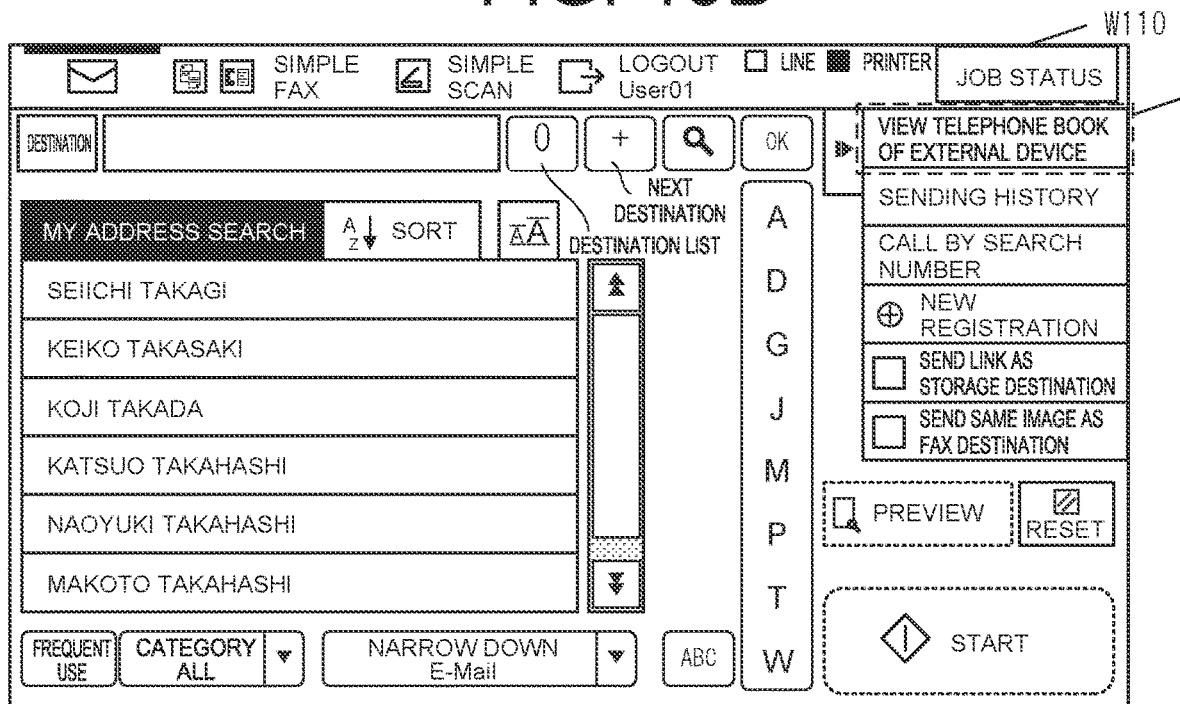 W110
SIMPLE
FAX
SIMPLE
SCAN
LOGOUT
User01
LINE
PRINTER
JOB STATUS
DESTINATION
0
+
OK
VIEW TELEPHONE BOOK
OF EXTERNAL DEVICE
NEXT
DESTINATION
DESTINATION LIST
MY ADDRESS SEARCH
A
Z
SORT
AA
SEIICHI TAKAGI
KEIKO TAKASAKI
KOJI TAKADA
KATSUO TAKAHASHI
NAOYUKI TAKAHASHI
MAKOTO TAKAHASHI
A
D
G
J
M
P
T
W
SENDING HISTORY
CALL BY SEARCH
NUMBER
NEW
REGISTRATION
SEND LINK AS
STORAGE DESTINATION
SEND SAME IMAGE AS
FAX DESTINATION
PREVIEW
RESET
START
FREQUENT
USE
CATEGORY
ALL
NARROW DOWN
E-Mail
ABC